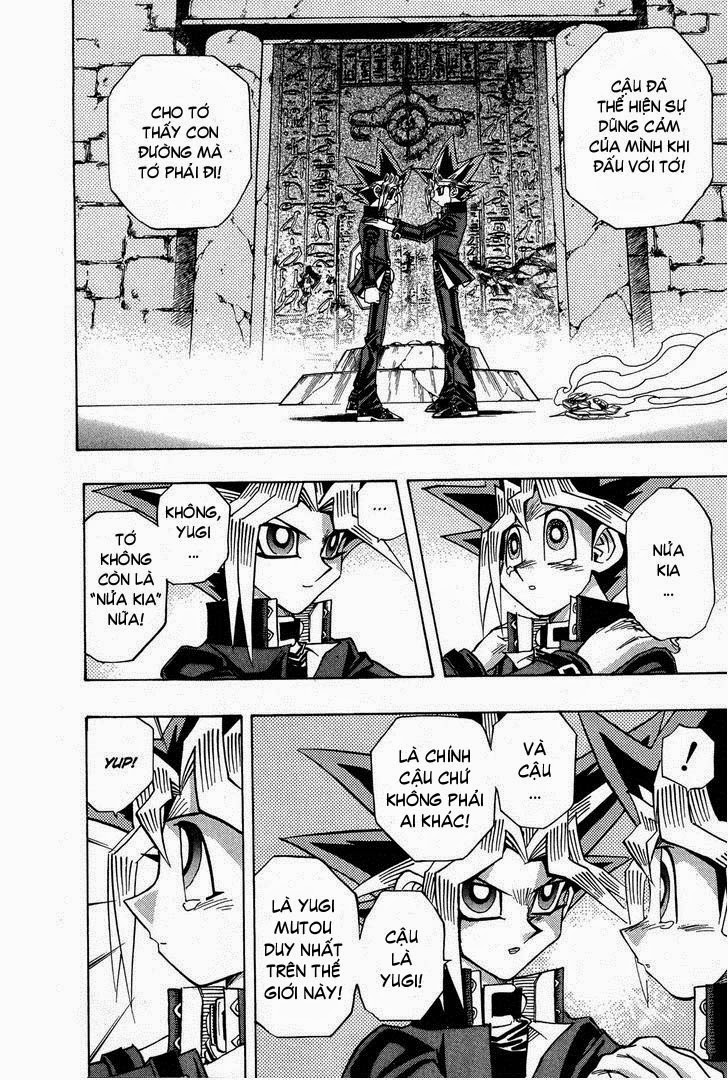 CẬU ĐÃ
THỂ HIỆN SỰ
DŨNG CẢM
CỦA MÌNH KHI
ĐẤU VỚI TỚ!
CHO TỚ
THẤY CON
ĐƯỜNG MÀ
TỚ PHẢI ĐI!
NỬA
KIA
...
...
KHÔNG,
YUGI
...
TỚ
KHÔNG
CÒN LÀ
“NỬA KIA”
NỮA!
!
VÀ
CẬU
...
LÀ CHÍNH
CẬU CHỨ
KHÔNG PHẢI
AI KHÁC!
CẬU
LÀ
YUGI!
LÀ YUGI
MUTOU
DUY NHẤT
TRÊN THẾ
GIỚI NÀY!
YUP!